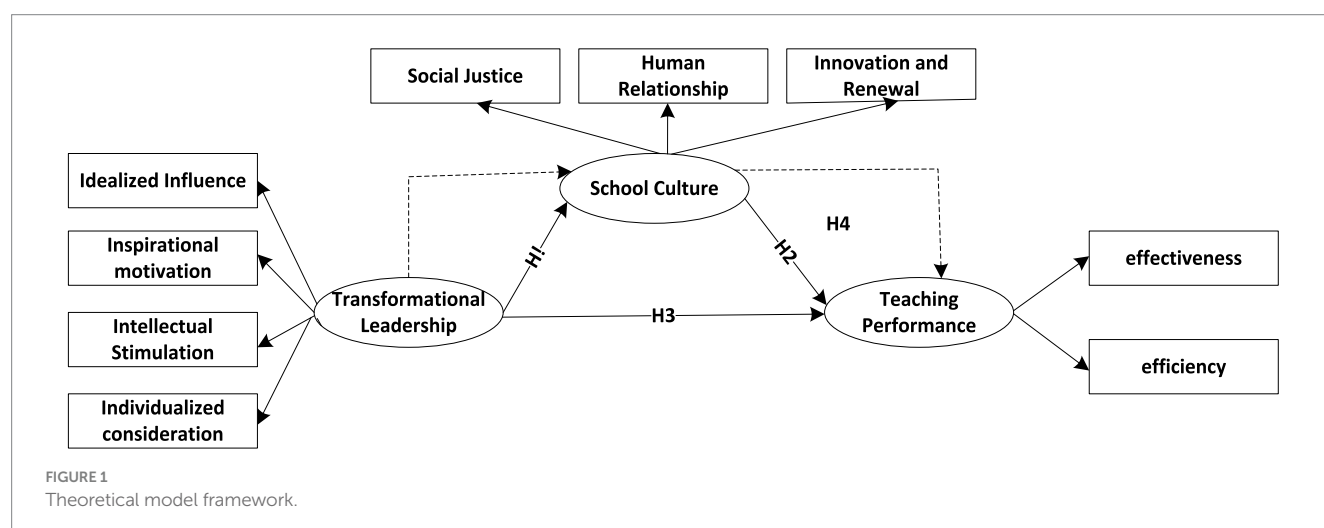 Social Justice
Human
Relationship
Innovation and
Renewal
Idealized Influence
School Culture
Inspirational
motivation
H4
H!
H2
effectiveness
Transformational
Leadership
Teaching
Performance
H3
Intellectual
Stimulation
efficiency
Individualized
consideration
FIGURE 1
Theoretical model framework.